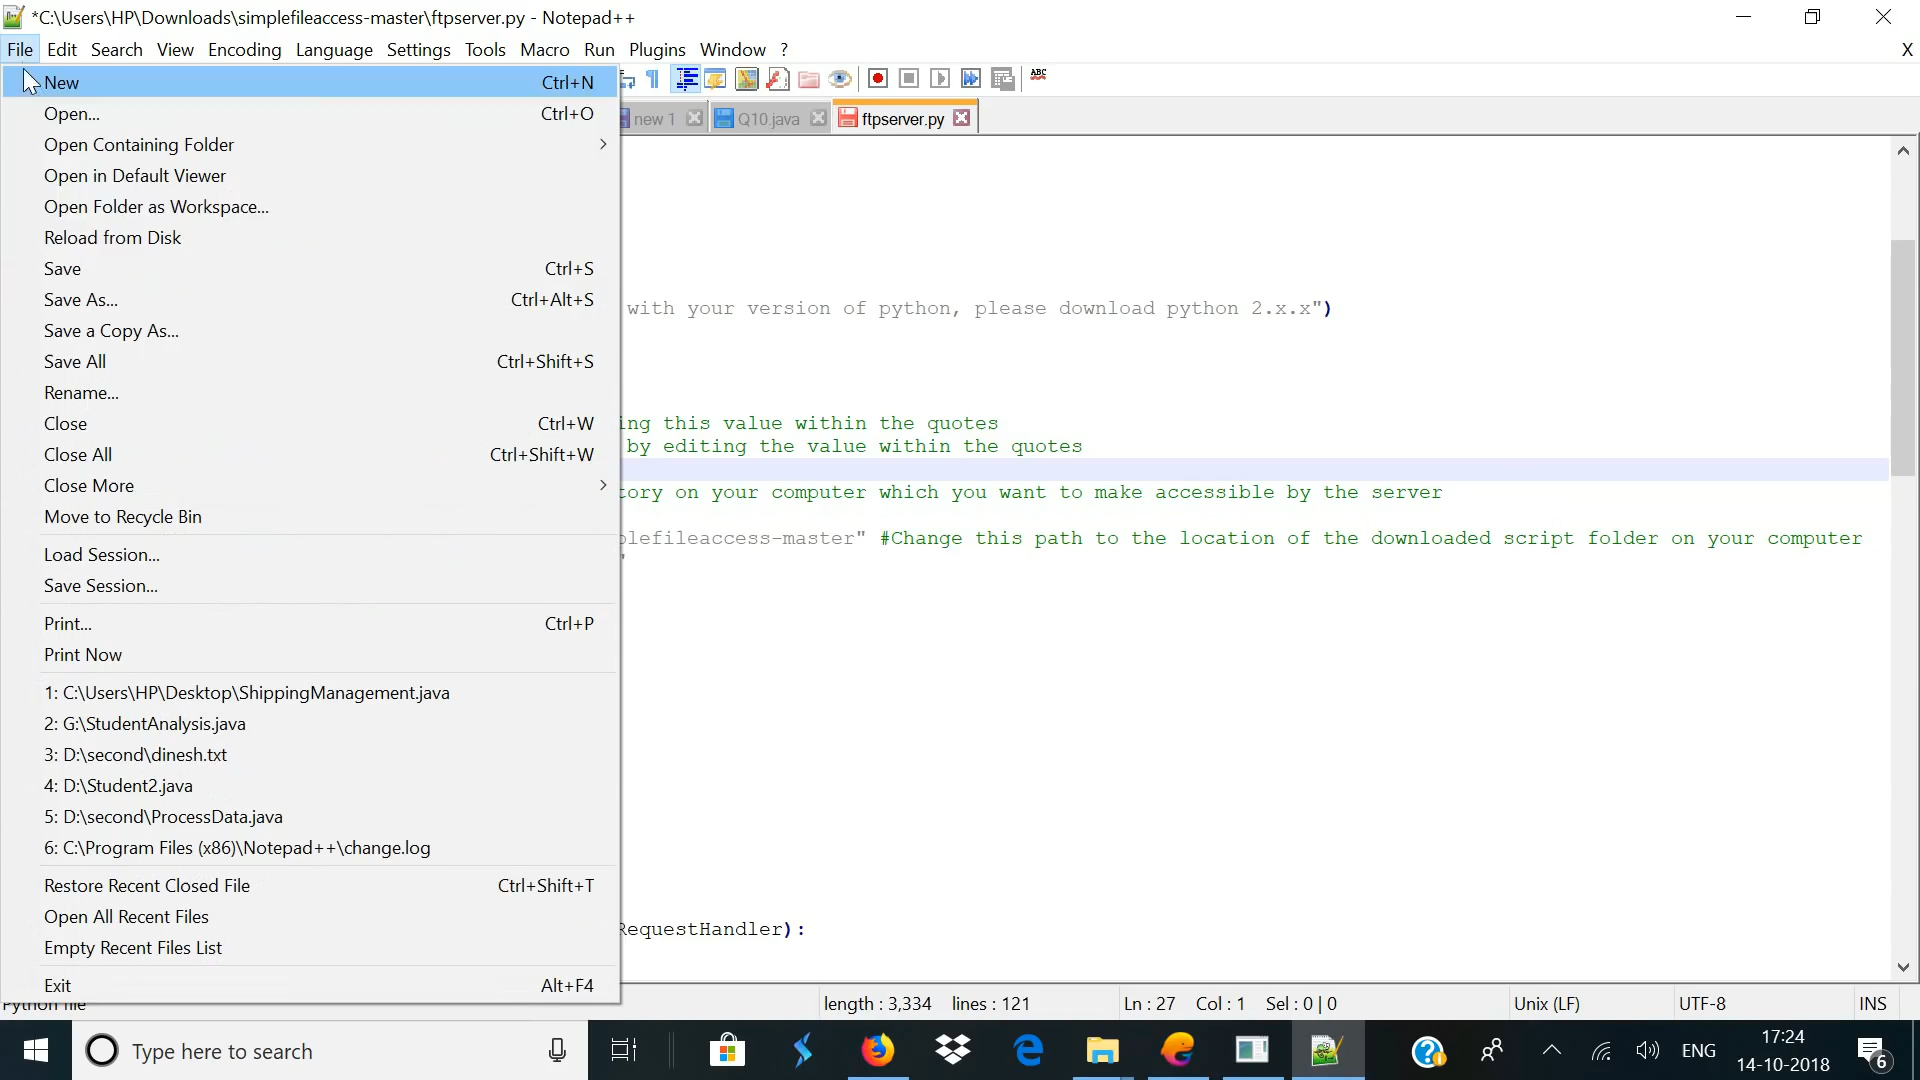 *C:\Users\HP\Downloads\simplefileaccess-master\ftpserver.py - Notepad++
File Edit Search View Encoding Language Settings Tools Macro Run Plugins Window ? X
New Ctrl+N
ABC
Open... Ctrl+O
new 1 Q10.java ftpserver.py
Open Containing Folder
Open in Default Viewer
Open Folder as Workspace...
Reload from Disk
Save Ctrl+S
Save As... Ctrl+Alt+S
with your version of python, please download python 2.x.x")
Save a Copy As...
Save All Ctrl+Shift+S
Rename...
Close Ctrl+W
ing this value within the quotes
by editing the value within the quotes
Close All Ctrl+Shift+W
Close More
tory on your computer which you want to make accessible by the server
Move to Recycle Bin
plefileaccess-master" #Change this path to the location of the downloaded script folder on your computer
Load Session...
Save Session...
Print... Ctrl+P
Print Now
1: C:\Users\HP\Desktop\ShippingManagement.java
2: G:\StudentAnalysis.java
3: D:\second\dinesh.txt
4: D:\Student2.java
5: D:\second\ProcessData.java
6: C:\Program Files (x86)\Notepad++\change.log
Restore Recent Closed File Ctrl+Shift+T
Open All Recent Files
RequestHandler):
Empty Recent Files List
Exit Alt+F4
Python file length : 3,334 lines : 121 Ln : 27 Col : 1 Sel : 0 | 0 Unix (LF) UTF-8 INS
Type here to search
ENG
17:24
14-10-2018
6